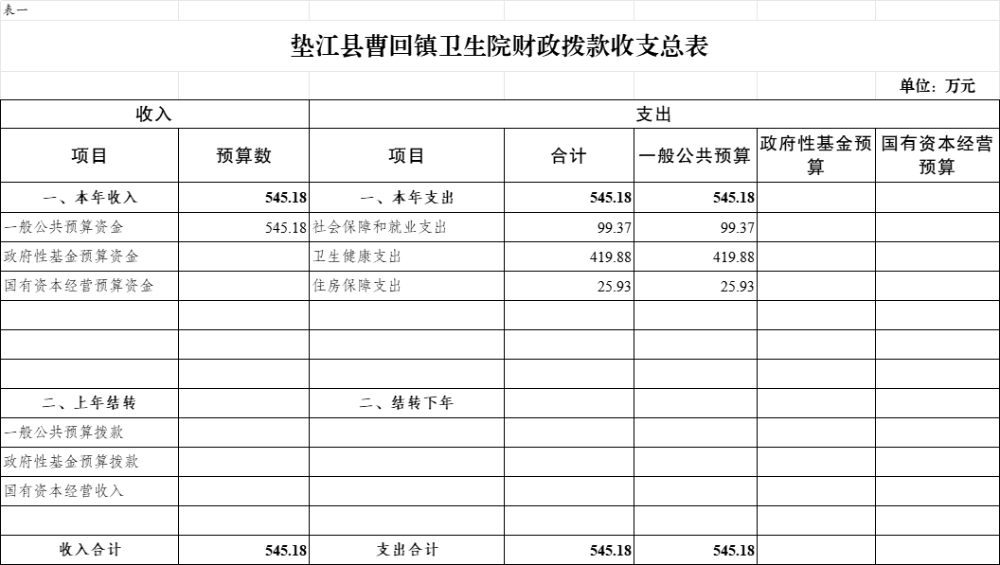 表一
垫江县曹回镇卫生院财政拨款收支总表
单位：万元
收入 支出
项目 预算数 项目 合计 一般公共预算 政府性基金预算 国有资本经营预算
一、本年收入 545.18 一、本年支出 545.18 545.18
一般公共预算资金 545.18 社会保障和就业支出 99.37 99.37
政府性基金预算资金 卫生健康支出 419.88 419.88
国有资本经营预算资金 住房保障支出 25.93 25.93
二、上年结转 二、结转下年
一般公共预算拨款
政府性基金预算拨款
国有资本经营收入
收入合计 545.18 支出合计 545.18 545.18